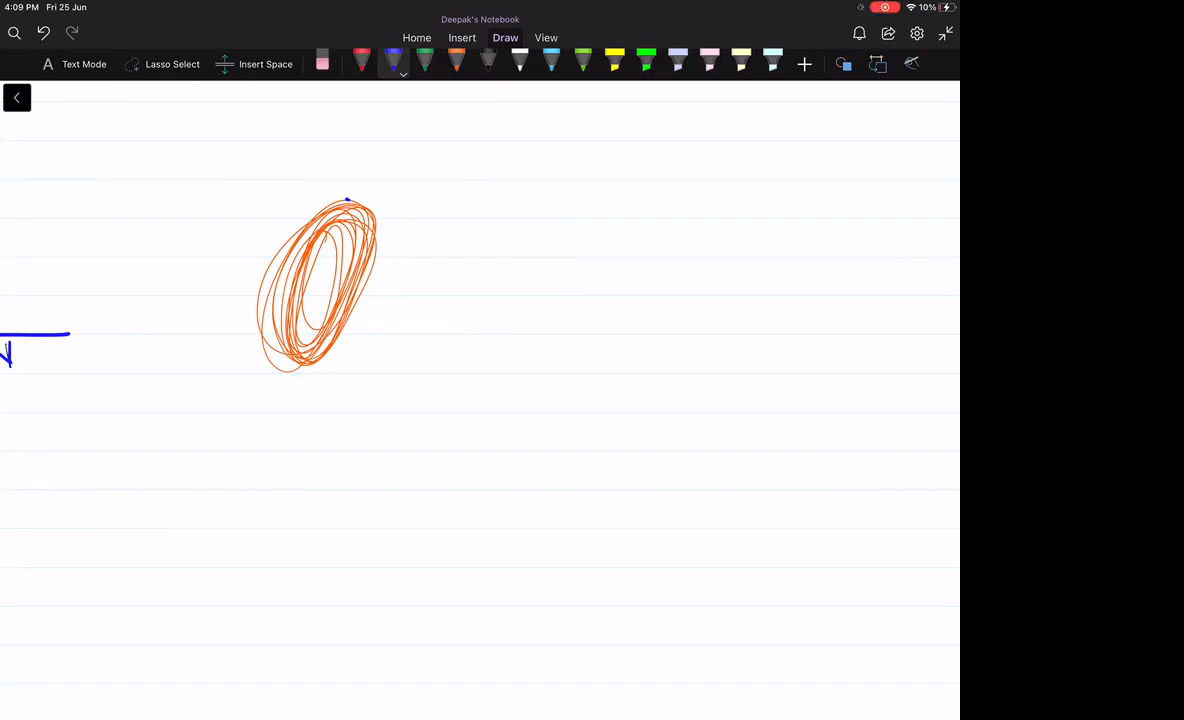 4:09 PM Fri 25 Jun
10%
Deepak's Notebook
Home Insert Draw View
A Text Mode Lasso Select Insert Space